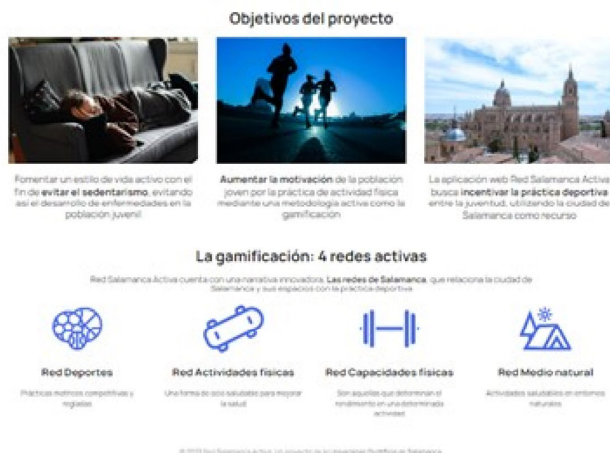 Objetivos del proyecto
Fomentar un estilo de vida activo con el
fin de evitar el sedentarismo, evitando
así el desarrollo de enfermedades en la
población juvenil
Aumentar la motivación de la población
joven por la práctica de actividad física
mediante una metodología activa como la
gamificación
La aplicación web Red Salamanca Activa
busca incentivar la práctica deportiva
entre la juventud, utilizando la ciudad de
Salamanca como recurso
La gamificación: 4 redes activas
Red Salamanca Activa cuenta con una narrativa innovadora, Las redes de Salamanca, que relaciona la ciudad de
Salamanca y sus espacios con la práctica deportiva
Red Deportes
Prácticas motrices competitivas y
regladas
Red Actividades físicas
Una forma de ocio saludable para mejorar
la salud
Red Capacidades físicas
Son aquellas que determinan el
rendimiento en una determinada
actividad
Red Medio natural
Actividades saludables en entornos
naturales
Red Salamanca Activa. Un proyecto de